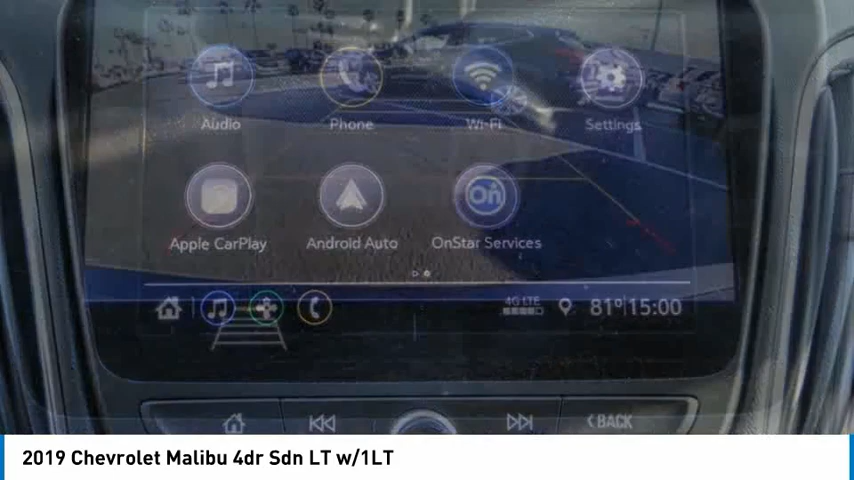 Audio Phone Wi-Fi Settings
Apple CarPlay Android Auto OnStar Services
On
4G LTE 81° 15:00
BACK
2019 Chevrolet Malibu 4dr Sdn LT w/1LT